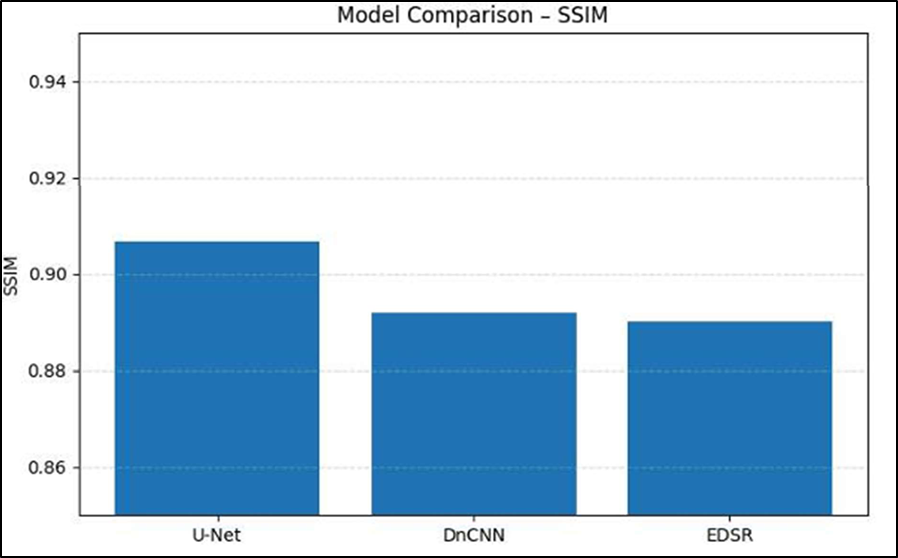 Model Comparison – SSIM
SSIM
0.94
0.92
0.90
0.88
0.86
U-Net DnCNN EDSR